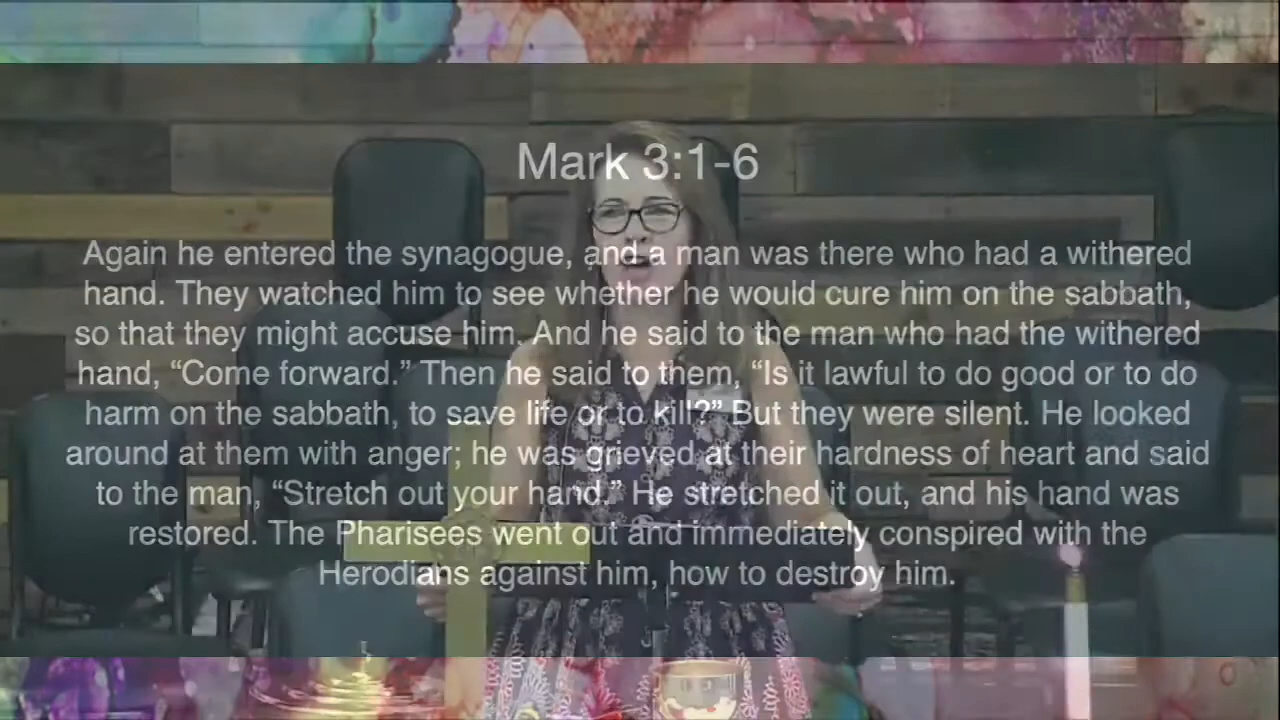 Mark 3:1-6
Again he entered the synagogue, and a man was there who had a withered
hand. They watched him to see whether he would cure him on the sabbath,
so that they might accuse him. And he said to the man who had the withered
hand, “Come forward.” Then he said to them, “Is it lawful to do good or to do
harm on the sabbath, to save life or to kill?” But they were silent. He looked
around at them with anger; he was grieved at their hardness of heart and said
to the man, “Stretch out your hand.” He stretched it out, and his hand was
restored. The Pharisees went out and immediately conspired with the
Herodians against him, how to destroy him.